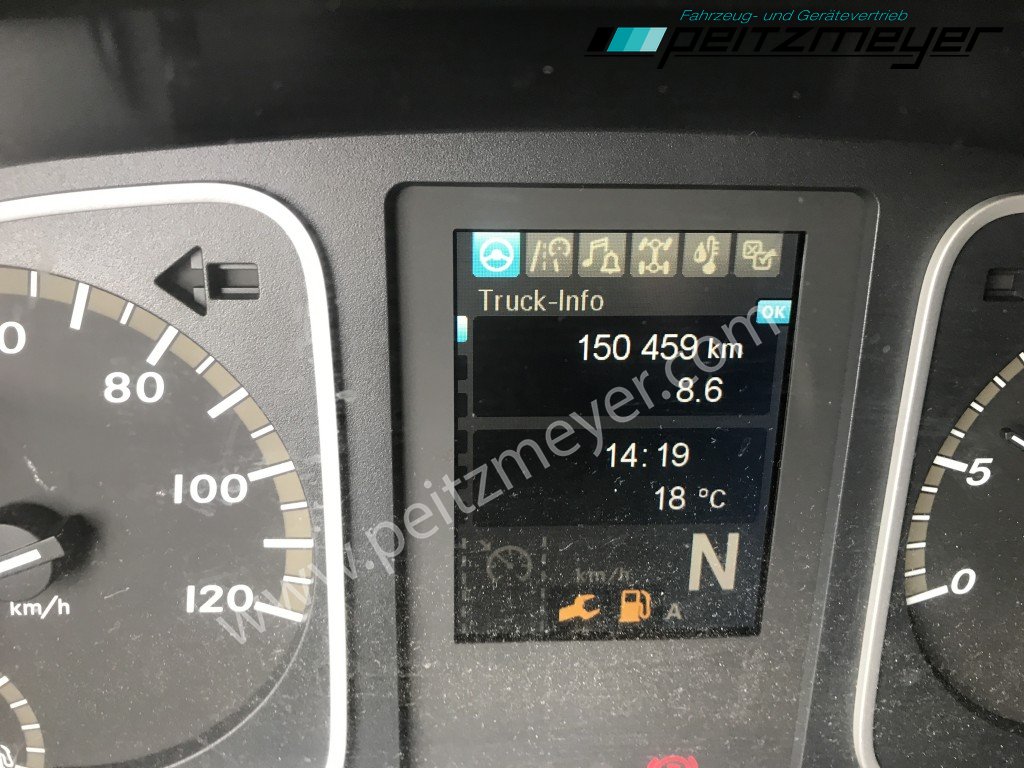 Fahrzeug- und Gerätevertrieb
peitzmeyer
Truck-Info
OK
150 459 km
8.6
14:19
18 °C
km/h
N
A
80
100
120
km/h
5
0
www.peitzmeyer.com